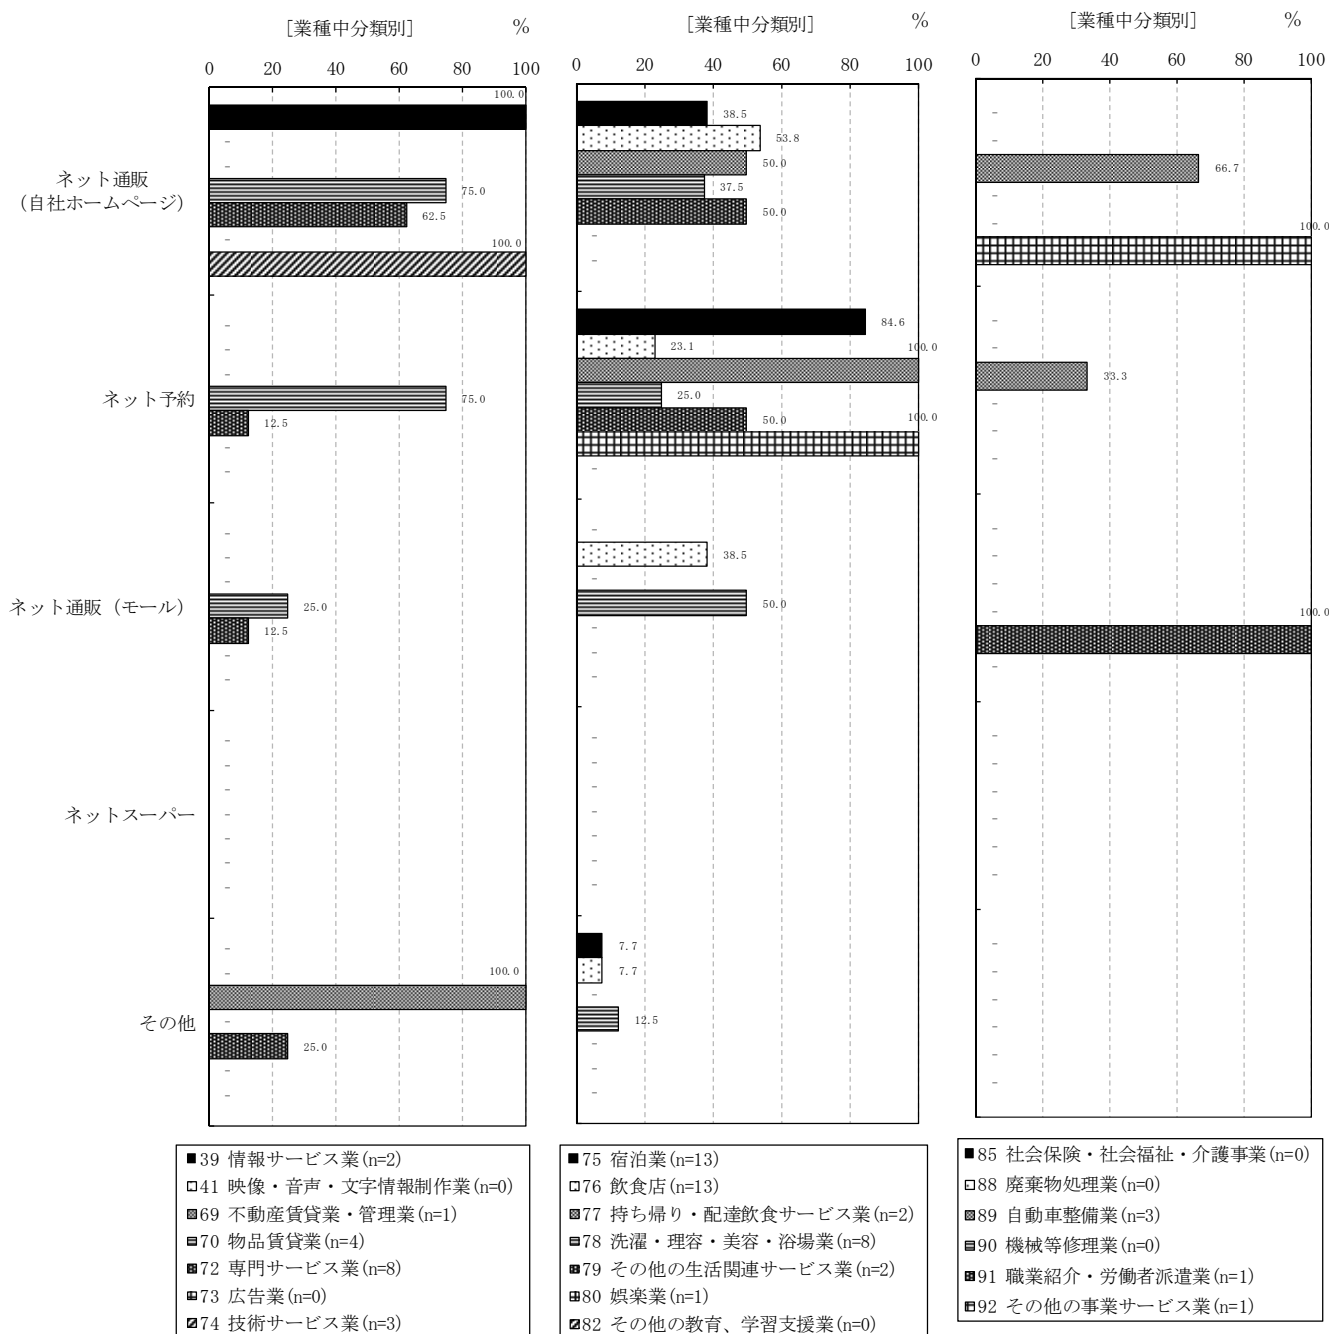 ［業種中分類別］ %
0 20 40 60 80 100
ネット通販
（自社ホームページ）
100.0
75.0
62.5
100.0
ネット予約
75.0
12.5
ネット通販（モール）
25.0
12.5
ネットスーパー
その他
100.0
25.0
■39 情報サービス業(n=2)
□41 映像・音声・文字情報制作業(n=0)
69 不動産賃貸業・管理業(n=1)
70 物品賃貸業(n=4)
72 専門サービス業(n=8)
73 広告業(n=0)
74 技術サービス業(n=3)
［業種中分類別］ %
0 20 40 60 80 100
38.5
53.8
50.0
37.5
50.0
84.6
23.1
100.0
25.0
50.0
100.0
38.5
50.0
7.7
7.7
12.5
■75 宿泊業(n=13)
76 飲食店(n=13)
77 持ち帰り・配達飲食サービス業(n=2)
78 洗濯・理容・美容・浴場業(n=8)
79 その他の生活関連サービス業(n=2)
80 娯楽業(n=1)
82 その他の教育、学習支援業(n=0)
［業種中分類別］ %
0 20 40 60 80 100
66.7
100.0
33.3
100.0
■85 社会保険・社会福祉・介護事業(n=0)
88 廃棄物処理業(n=0)
89 自動車整備業(n=3)
90 機械等修理業(n=0)
91 職業紹介・労働者派遣業(n=1)
92 その他の事業サービス業(n=1)